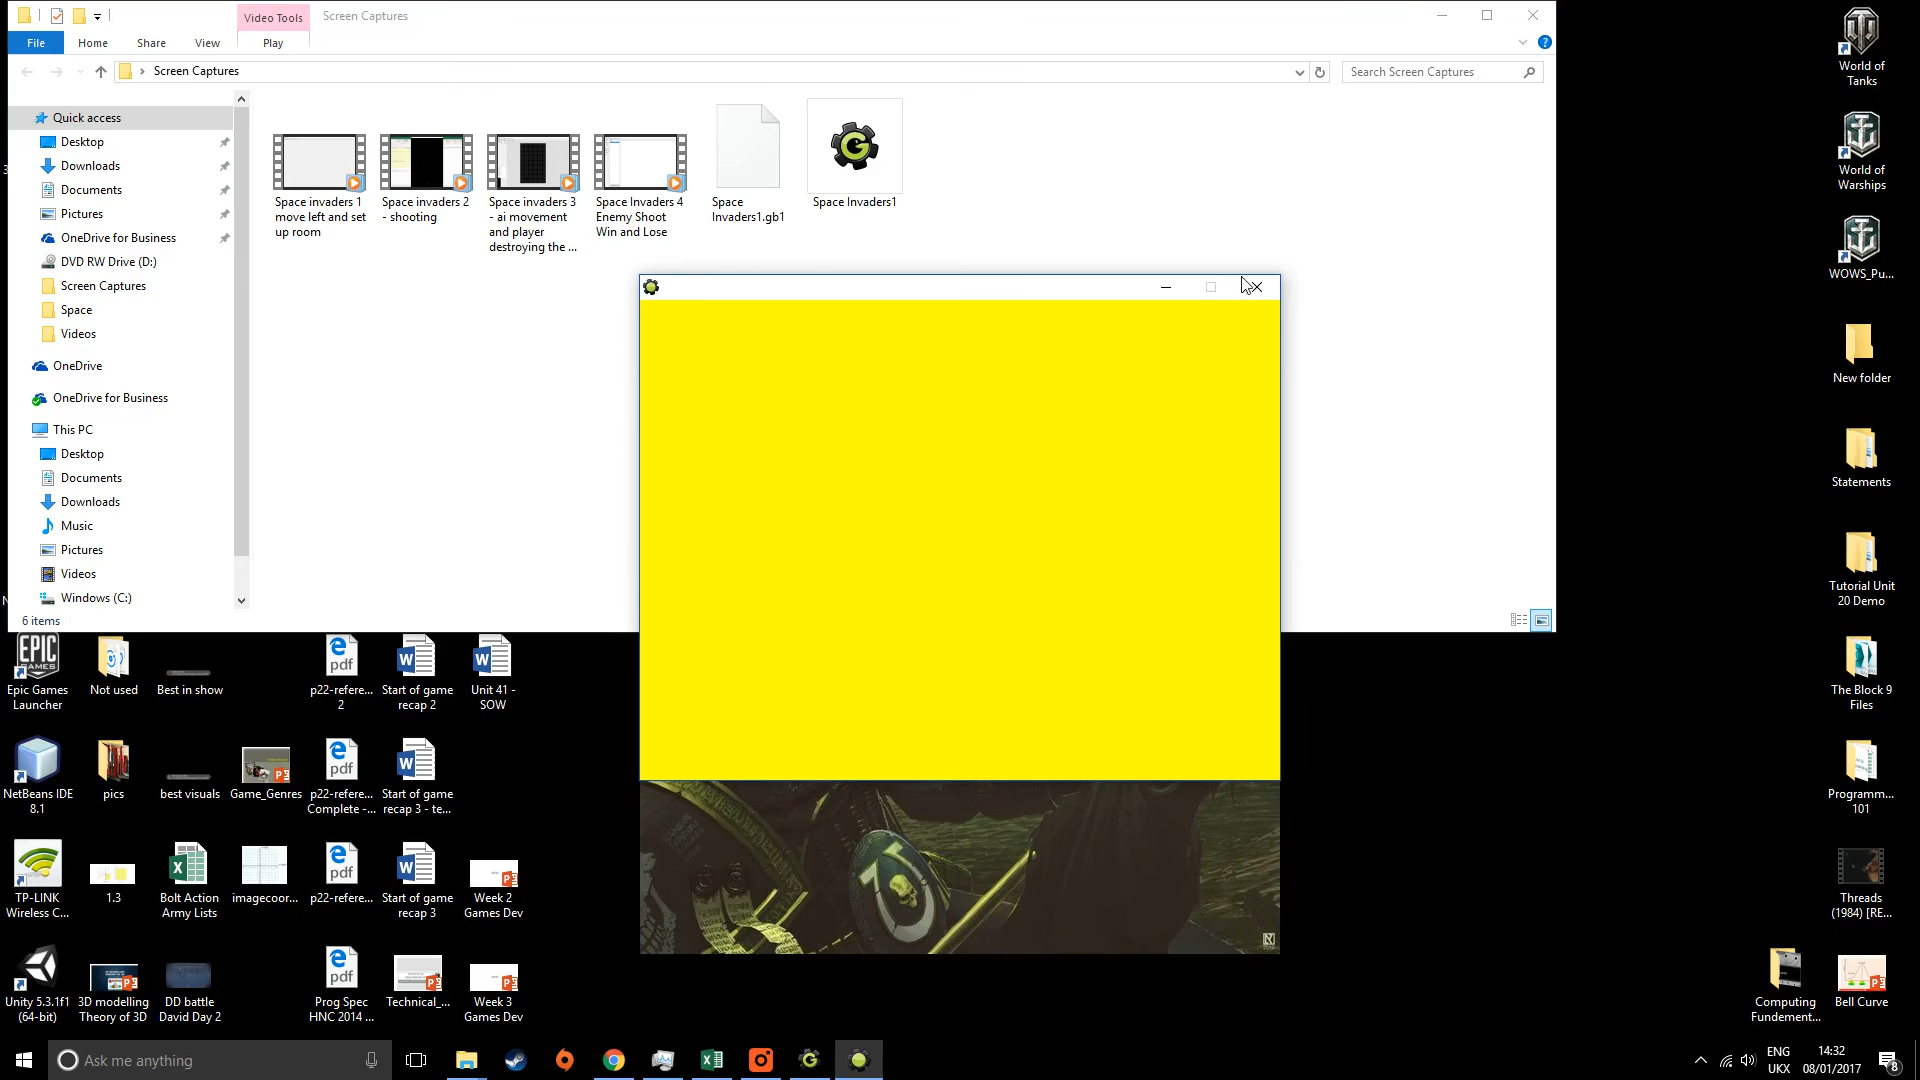 Video Tools
Screen Captures
File
Home
Share
View
Play
Screen Captures
Search Screen Captures
Quick access
Desktop
Downloads
Documents
Pictures
OneDrive for Business
DVD RW Drive (D:)
Screen Captures
Space
Videos
OneDrive
OneDrive for Business
This PC
Desktop
Documents
Downloads
Music
Pictures
Videos
Windows (C:)
6 items
Space invaders 1
move left and set
up room
Space invaders 2
- shooting
Space invaders 3
- ai movement
and player
destroying the ...
Space Invaders 4
Enemy Shoot
Win and Lose
Space
Invaders1.gb1
Space Invaders1
World of
Tanks
World of
Warships
WOWS_Pu...
New folder
Statements
Tutorial Unit
20 Demo
The Block 9
Files
Programm...
101
Threads
(1984) [RE...
Computing
Fundement...
Bell Curve
Epic Games
Launcher
Not used
Best in show
p22-refere...
2
Start of game
recap 2
Unit 41 -
SOW
NetBeans IDE
8.1
pics
best visuals
Game_Genres
p22-refere...
Complete -...
Start of game
recap 3 - te...
TP-LINK
Wireless C...
1.3
Bolt Action
Army Lists
imagecoor...
p22-refere...
Start of game
recap 3
Week 2
Games Dev
Unity 5.3.1f1
(64-bit)
3D modelling
Theory of 3D
DD battle
David Day 2
Prog Spec
HNC 2014 ...
Technical_...
Week 3
Games Dev
Ask me anything
ENG
UKX
14:32
08/01/2017
8